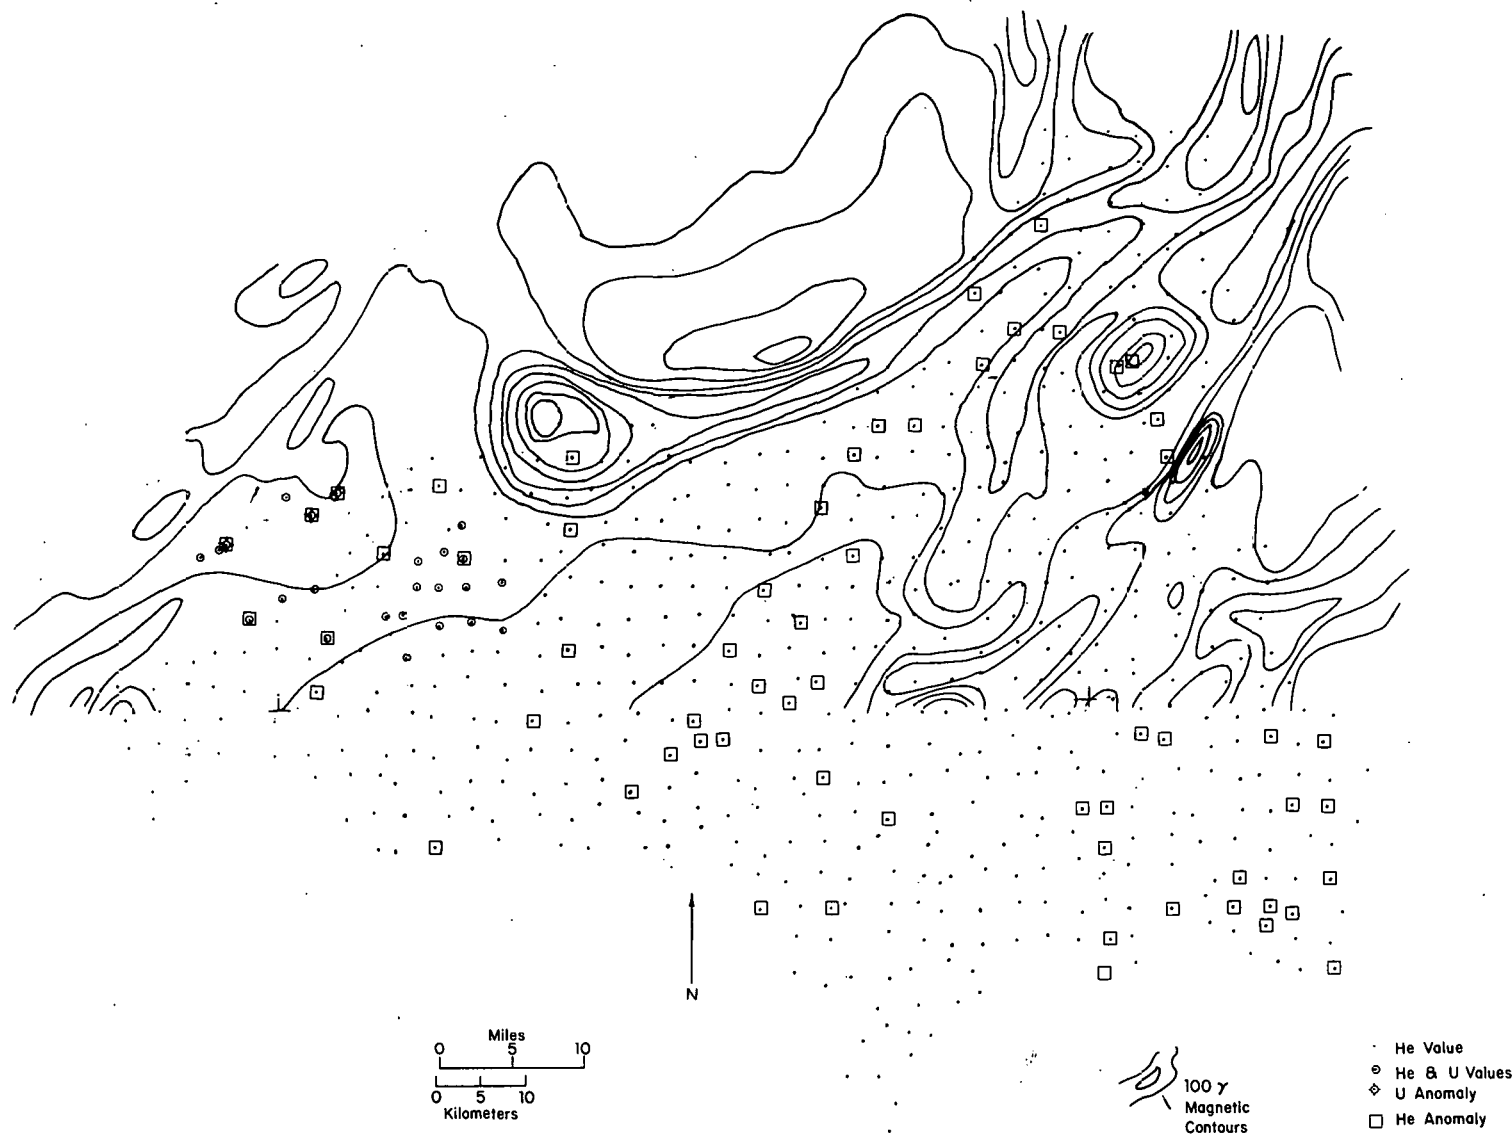 N
Miles
0 5 10
0 5 10
Kilometers
100 γ
Magnetic
Contours
He Value
He & U Values
U Anomaly
He Anomaly